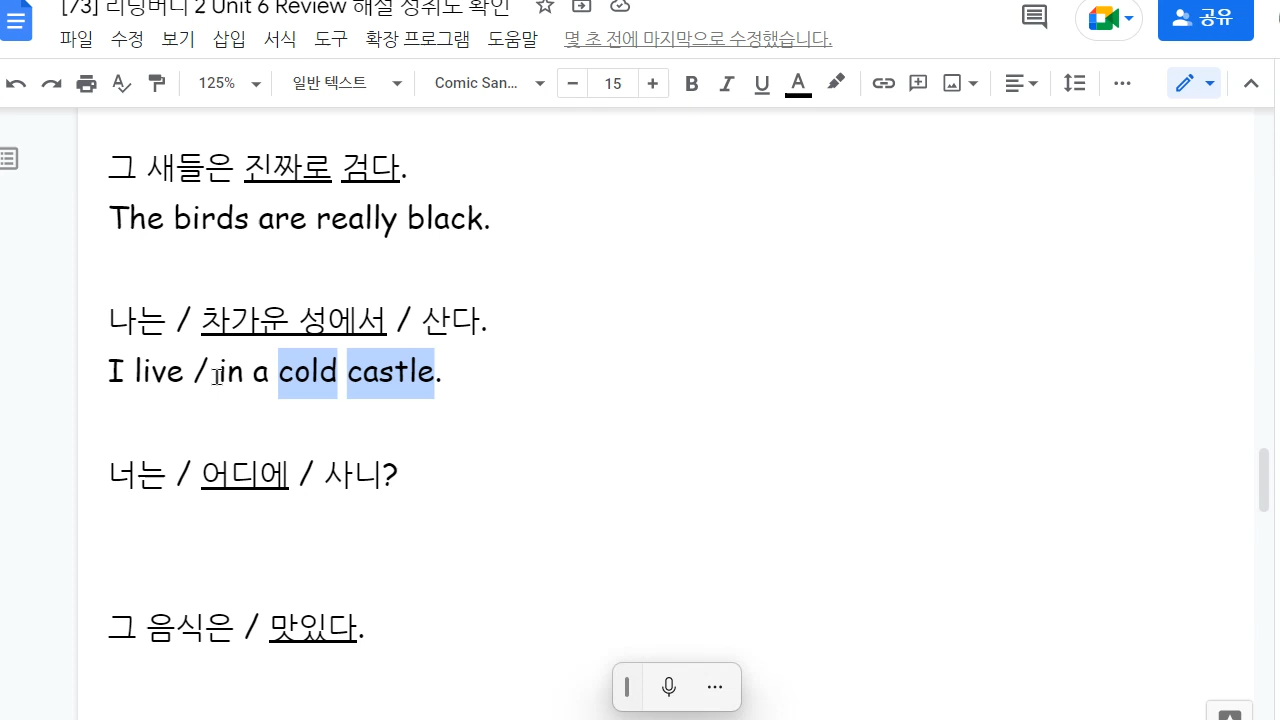 [73] 리딩버디 2 Unit 6 Review 해설 성취도 확인
공유
파일 수정 보기 삽입 서식 도구 확장 프로그램 도움말 몇 초 전에 마지막으로 수정했습니다.
125% 일반 텍스트 Comic San... 15 B I U A
그 새들은 진짜로 검다.
The birds are really black.
나는 / 차가운 성에서 / 산다.
I live / in a cold castle.
너는 / 어디에 / 사니?
그 음식은 / 맛있다.